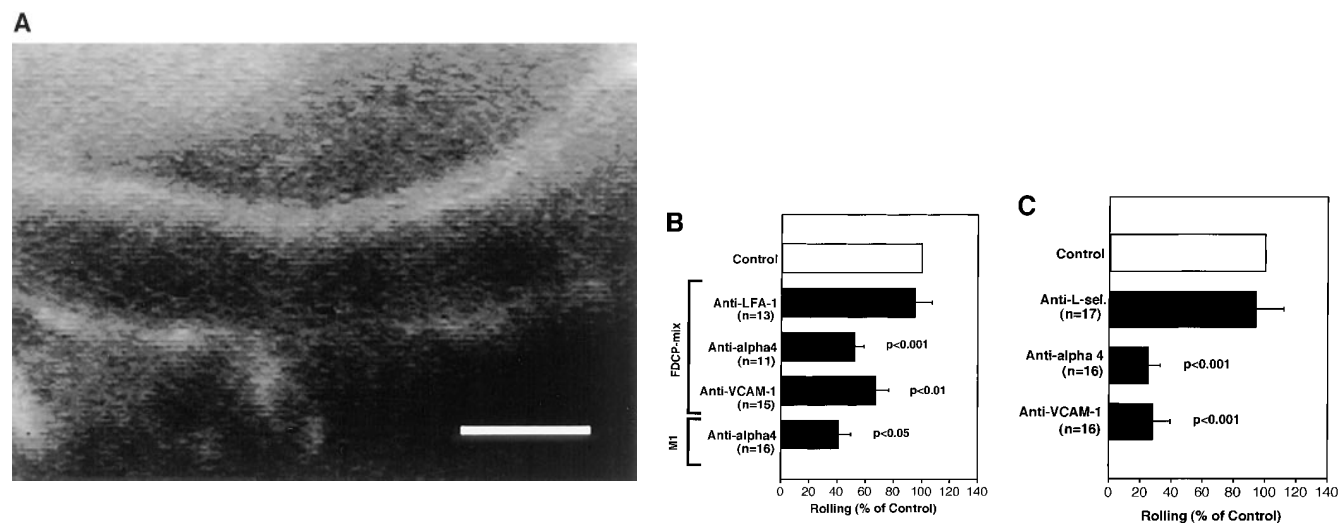 A
B
Control
FDCP-mix
Anti-LFA-1
(n=13)
Anti-alpha4
(n=11)
p<0.001
Anti-VCAM-1
(n=15)
p<0.01
M1
Anti-alpha4
(n=16)
p<0.05
0 20 40 60 80 100 120 140
Rolling (% of Control)
C
Control
Anti-L-sel.
(n=17)
Anti-alpha 4
(n=16)
p<0.001
Anti-VCAM-1
(n=16)
p<0.001
0 20 40 60 80 100 120 140
Rolling (% of Control)